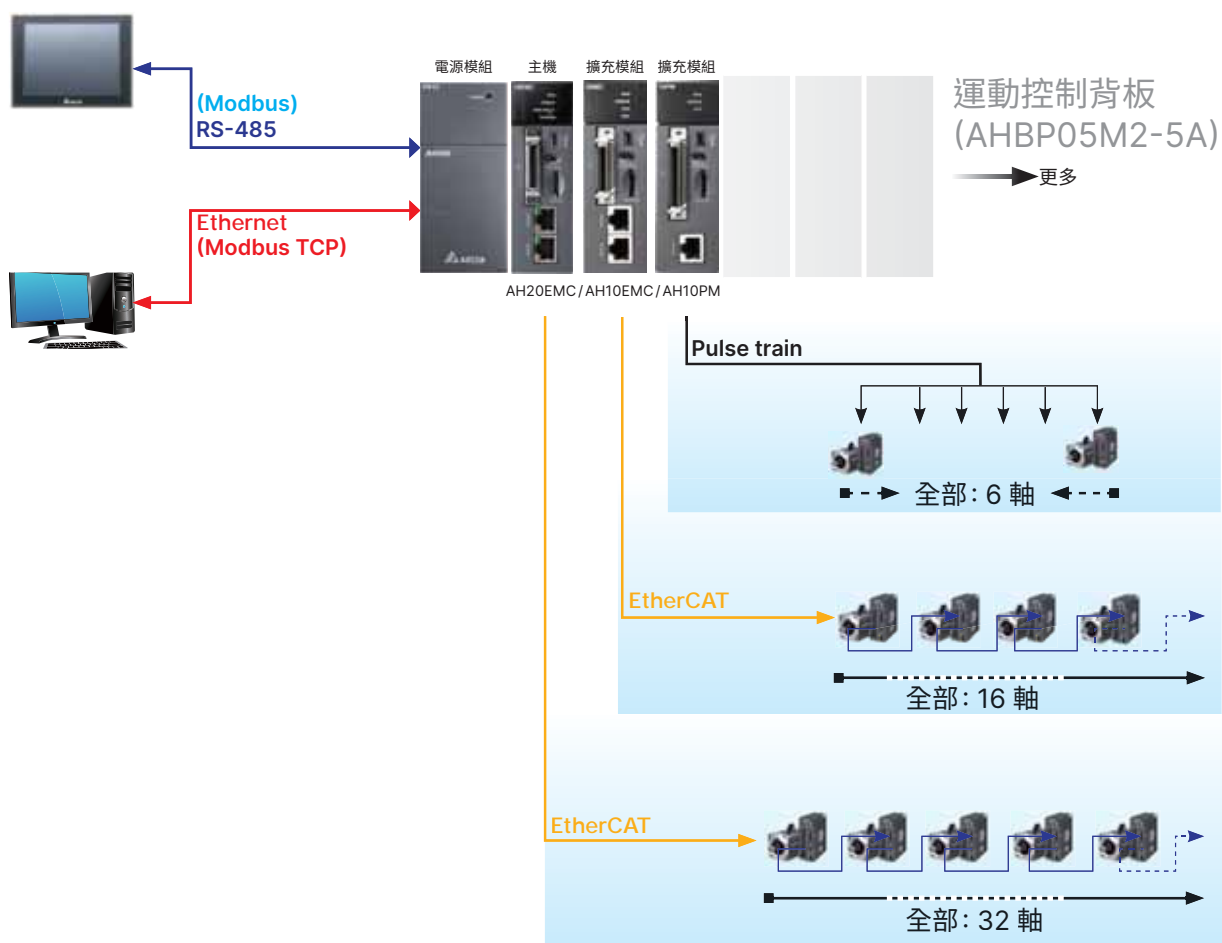 電源模組
主機
擴充模組
擴充模組
運動控制背板
(AHBP05M2-5A)
更多
(Modbus)
RS-485
Ethernet
(Modbus TCP)
AH20EMC/AH10EMC/AH10PM
Pulse train
全部：6 軸
EtherCAT
全部：16 軸
EtherCAT
全部：32 軸